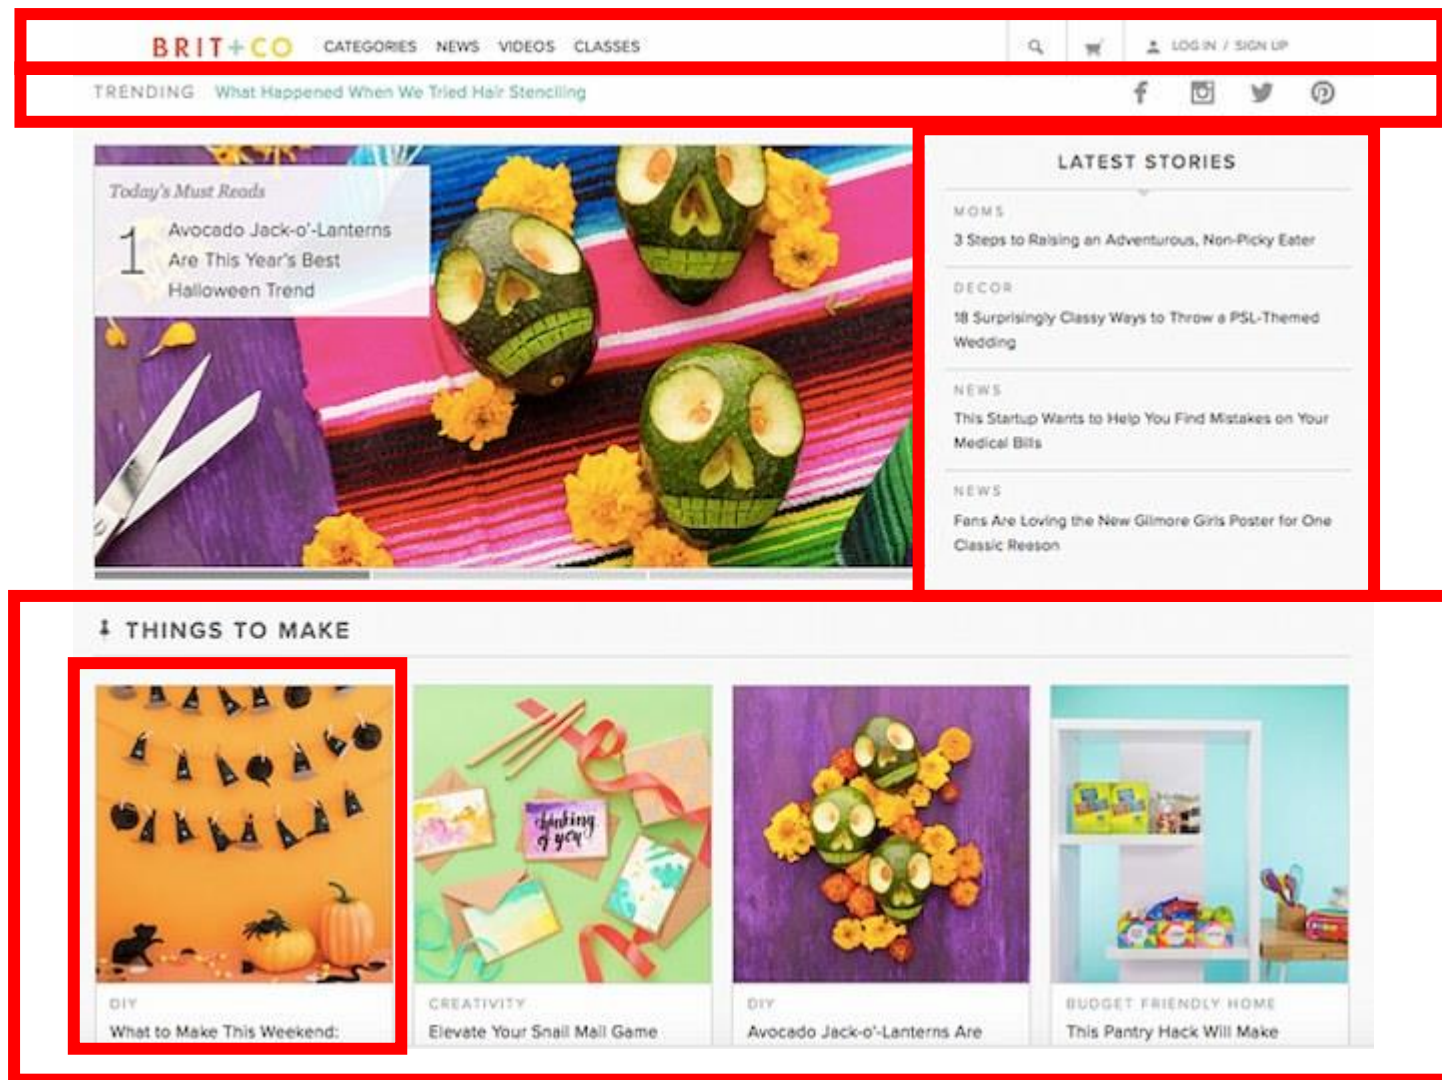 BRIT+CO CATEGORIES NEWS VIDEOS CLASSES LOG IN / SIGN UP
TRENDING What Happened When We Tried Hair Stenciling
Today's Must Reads
1 Avocado Jack-o'-Lanterns
Are This Year's Best
Halloween Trend
LATEST STORIES
MOMS
3 Steps to Raising an Adventurous, Non-Picky Eater
DECOR
18 Surprisingly Classy Ways to Throw a PSL-Themed
Wedding
NEWS
This Startup Wants to Help You Find Mistakes on Your
Medical Bills
NEWS
Fans Are Loving the New Gilmore Girls Poster for One
Classic Reason
THINGS TO MAKE
thinking
of you
DIY
What to Make This Weekend:
CREATIVITY
Elevate Your Snail Mail Game
DIY
Avocado Jack-o'-Lanterns Are
BUDGET FRIENDLY HOME
This Pantry Hack Will Make